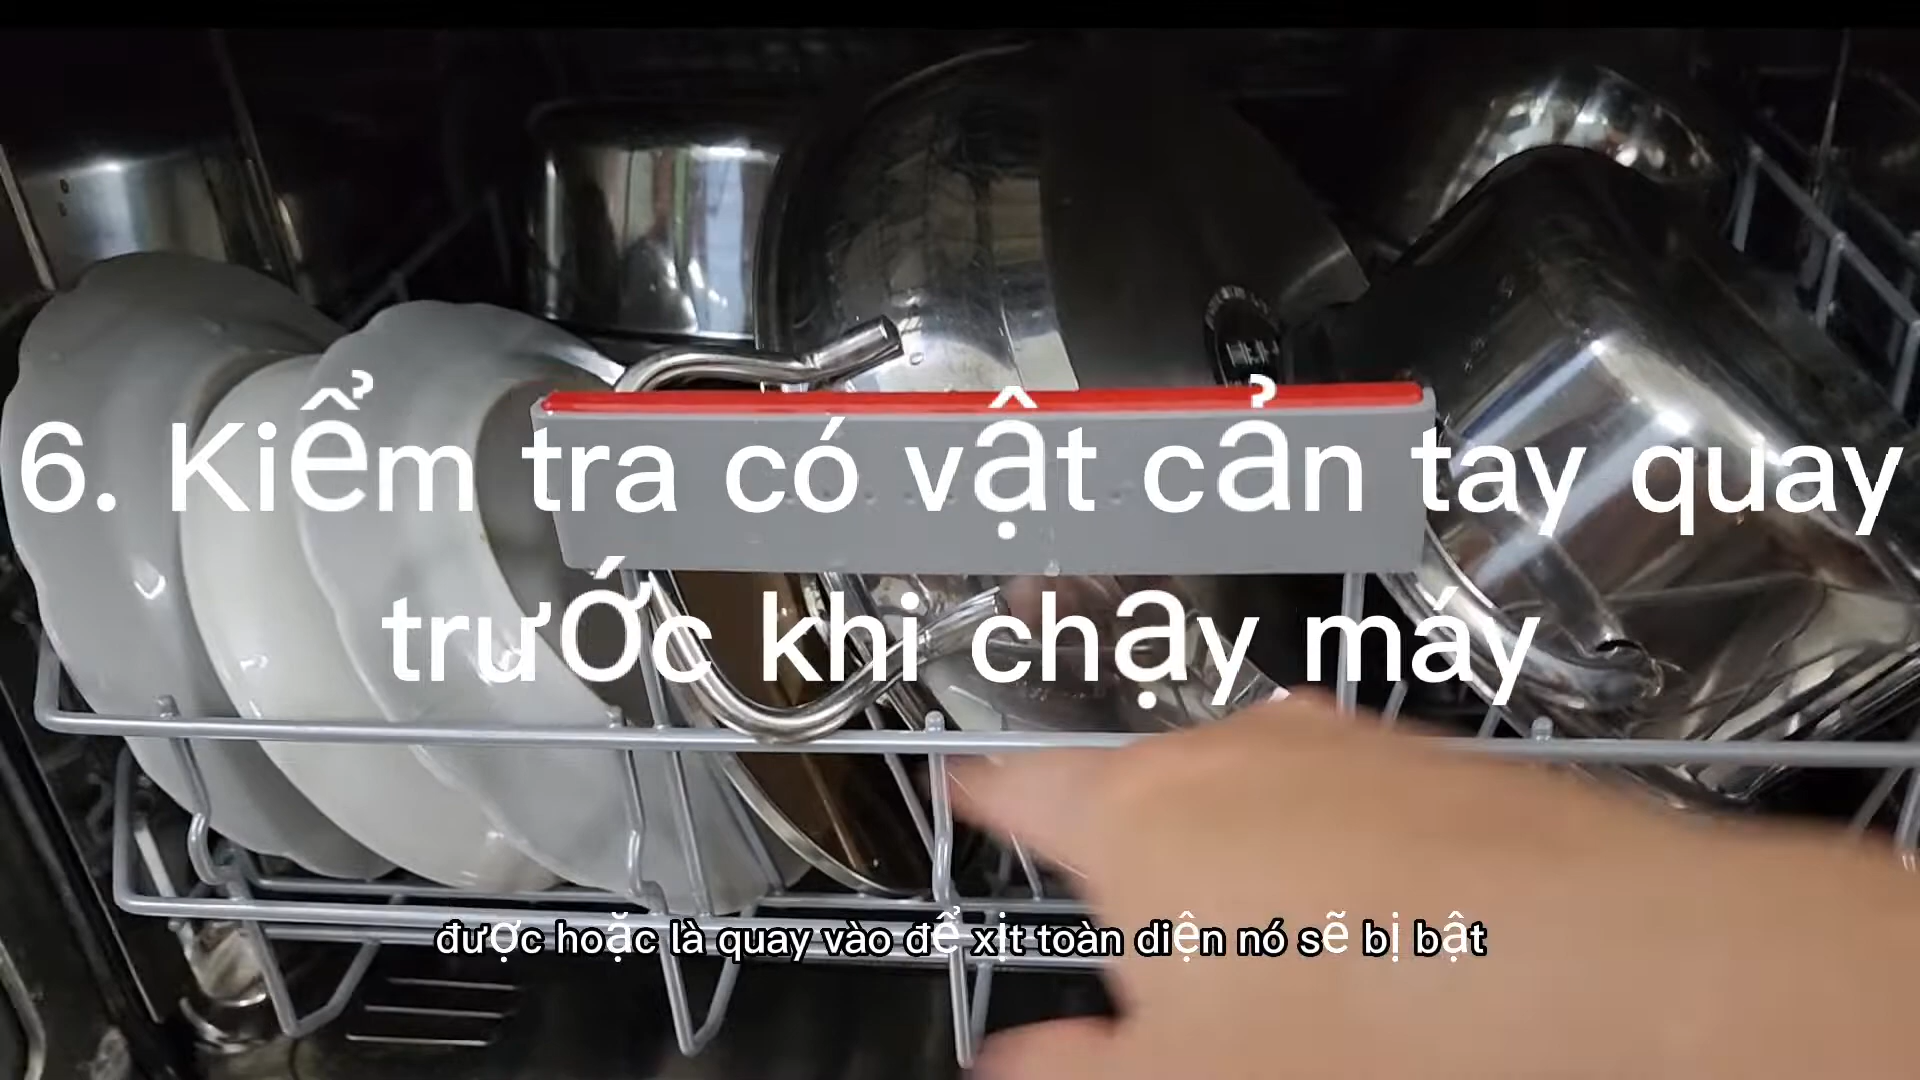 6. Kiểm tra có vật cản tay quay
trước khi chạy máy
được hoặc là quay vào để xịt toàn diện nó sẽ bị bật